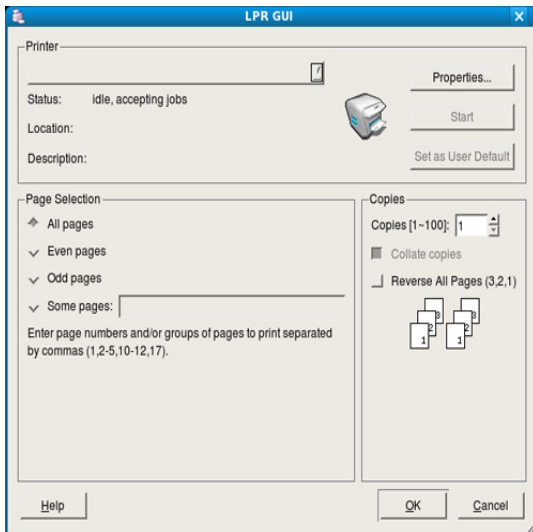 LPR GUI
Printer
Properties...
Status: idle, accepting jobs
Start
Location:
Description:
Set as User Default
Page Selection
All pages
Even pages
Odd pages
Some pages:
Enter page numbers and/or groups of pages to print separated
by commas (1,2-5,10-12,17).
Copies
Copies [1~100]: 1
Collate copies
Reverse All Pages (3,2,1)
3 3
2 2
1 1
Help
OK
Cancel